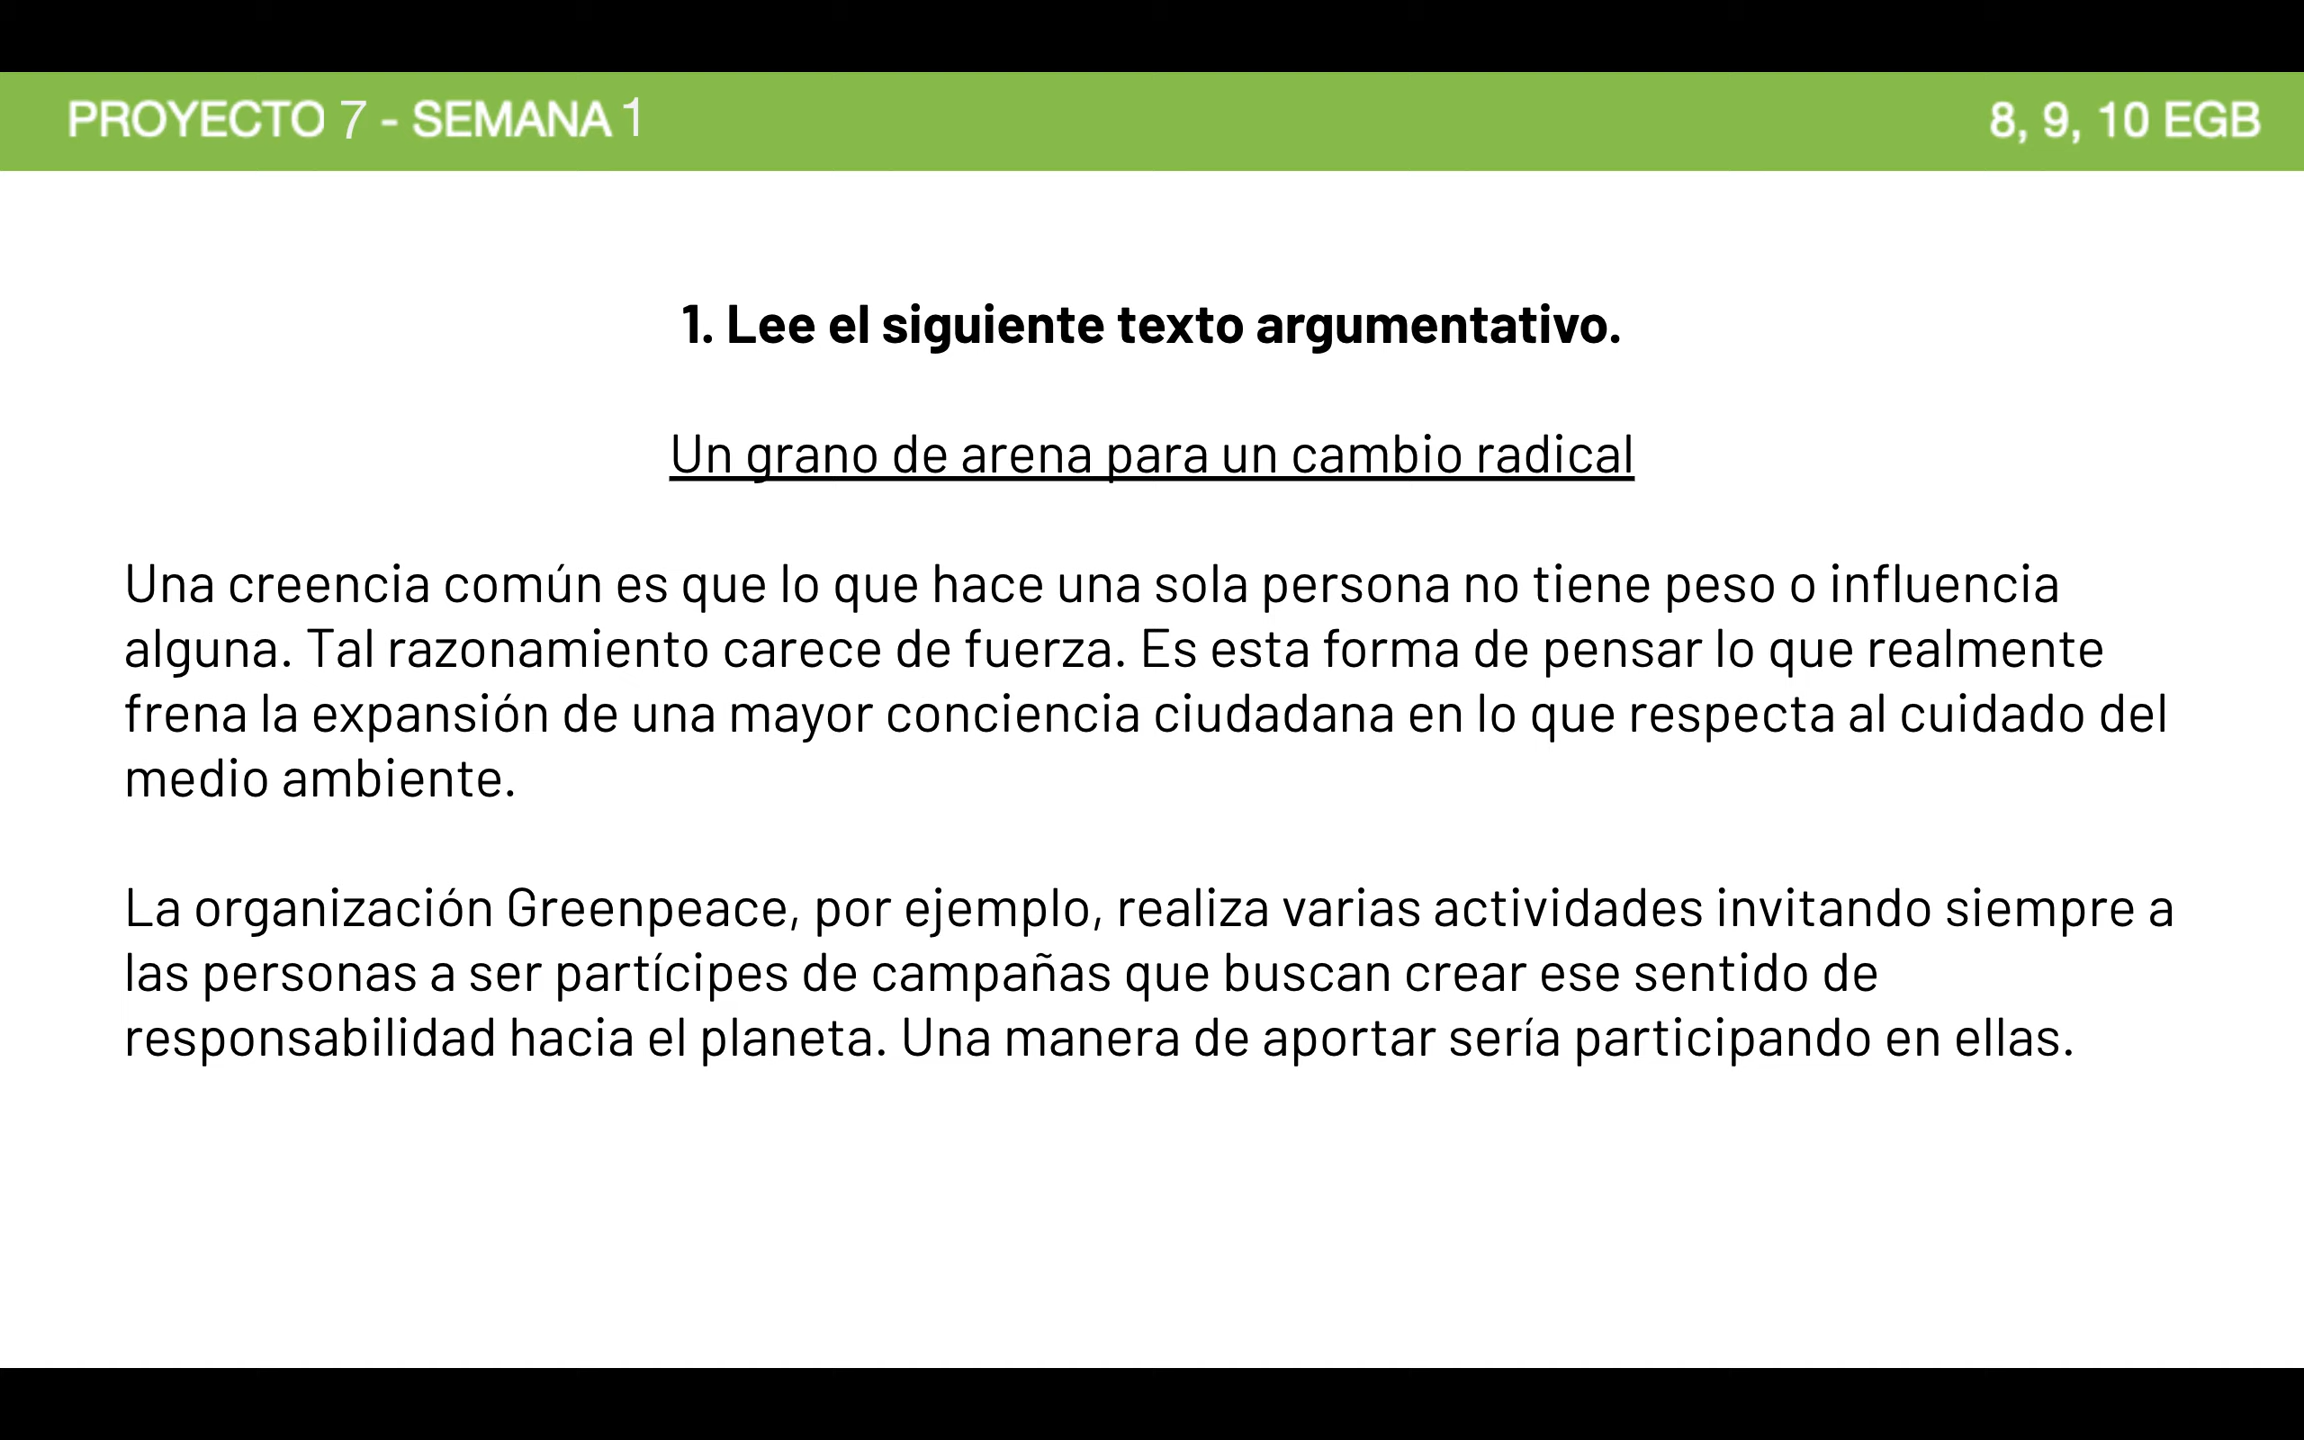 PROYECTO 7 - SEMANA 1
8, 9, 10 EGB
1. Lee el siguiente texto argumentativo.
Un grano de arena para un cambio radical
Una creencia común es que lo que hace una sola persona no tiene peso o influencia
alguna. Tal razonamiento carece de fuerza. Es esta forma de pensar lo que realmente
frena la expansión de una mayor conciencia ciudadana en lo que respecta al cuidado del
medio ambiente.
La organización Greenpeace, por ejemplo, realiza varias actividades invitando siempre a
las personas a ser partícipes de campañas que buscan crear ese sentido de
responsabilidad hacia el planeta. Una manera de aportar sería participando en ellas.